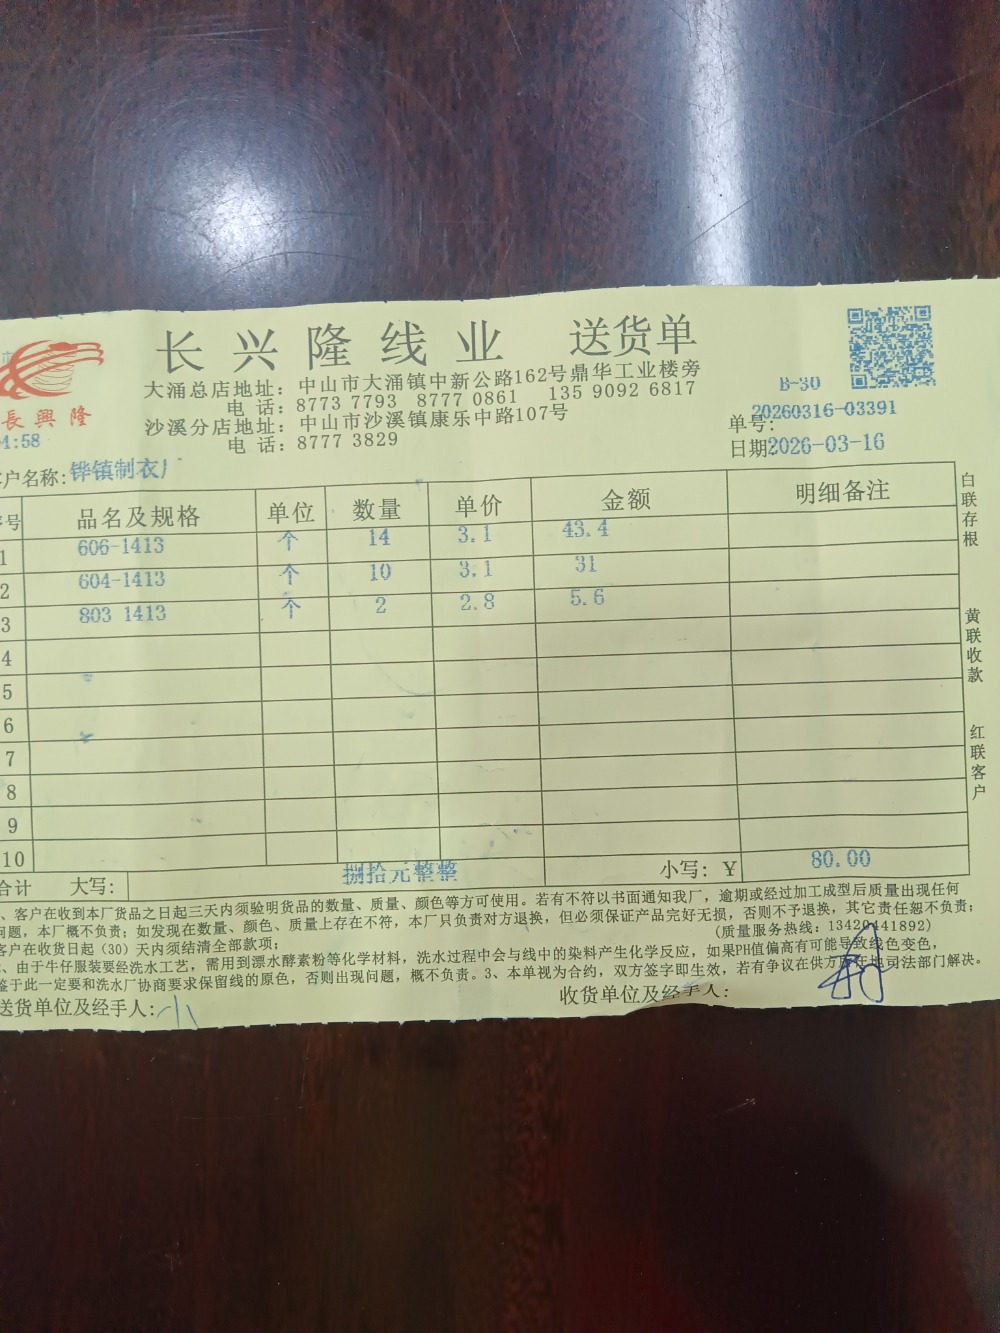 长兴隆线业 送货单
大涌总店地址：中山市大涌镇中新公路162号鼎华工业楼旁
电 话：8773 7793 8777 0861 135 9092 6817
沙溪分店地址：中山市沙溪镇康乐中路107号
电 话：8777 3829
長興隆
4:58
B-30
单号：20260316-03391
日期2026-03-16
户名称：铧镇制衣厂
号 品名及规格 单位 数量 单价 金额 明细备注
1 606-1413 个 14 3.1 43.4
2 604-1413 个 10 3.1 31
3 803 1413 个 2 2.8 5.6
4
5
6
7
8
9
10
合计 大写： 捌拾元整整 小写：￥ 80.00
白联存根
黄联收款
红联客户
、客户在收到本厂货品之日起三天内须验明货品的数量、质量、颜色等方可使用。若有不符以书面通知我厂，逾期或经过加工成型后质量出现任何
问题，本厂概不负责；如发现在数量、颜色、质量上存在不符，本厂只负责对方退换，但必须保证产品完好无损，否则不予退换，其它责任恕不负责；
客户在收货日起（30）天内须结清全部款项； （质量服务热线：13420441892）
、由于牛仔服装要经洗水工艺，需用到漂水酵素粉等化学材料，洗水过程中会与线中的染料产生化学反应，如果PH值偏高有可能导致线色变色，
鉴于此一定要和洗水厂协商要求保留线的原色，否则出现问题，概不负责。3、本单视为合约，双方签字即生效，若有争议在供方所在地司法部门解决。
送货单位及经手人：小
收货单位及经手人：